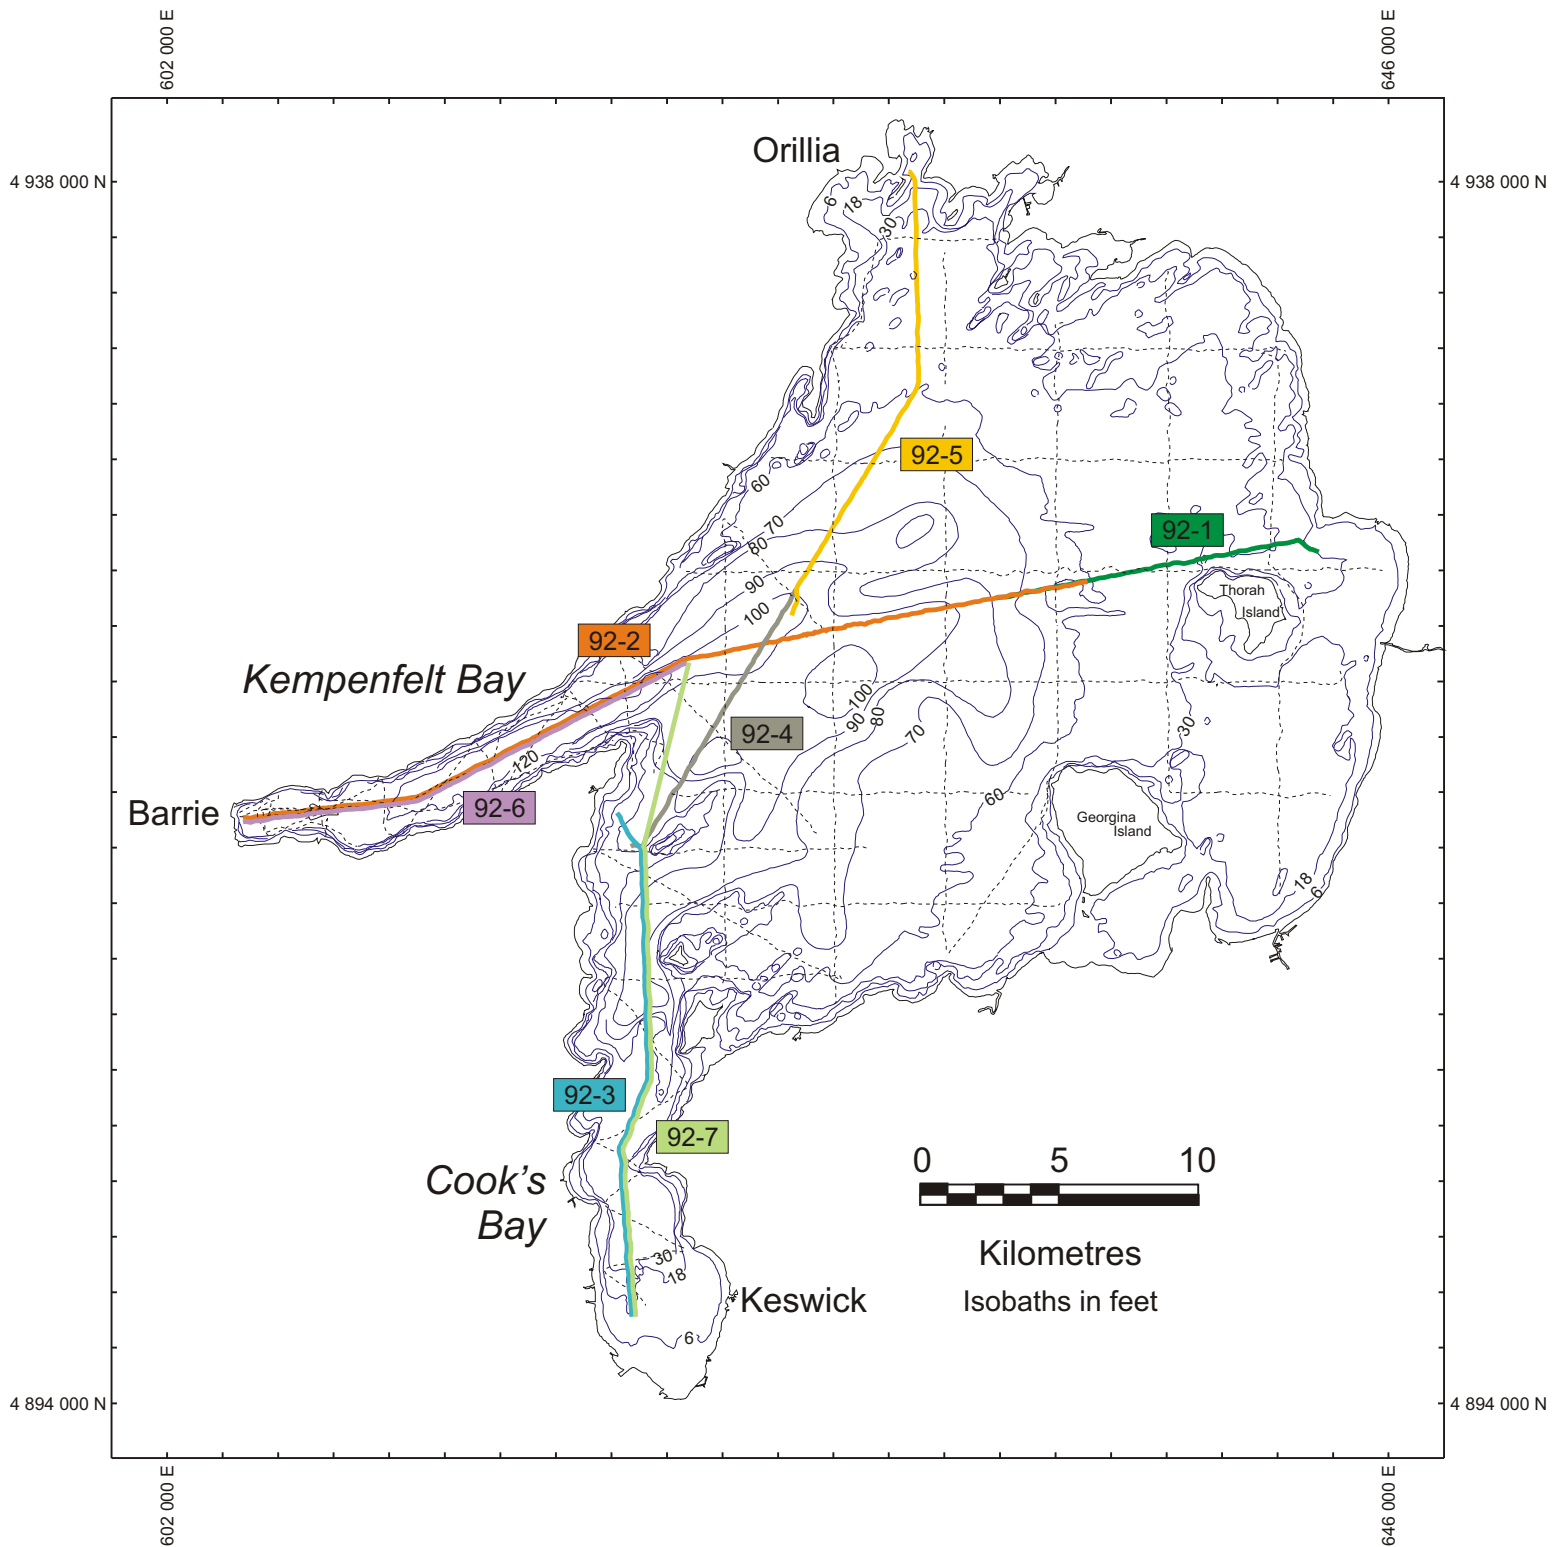 602 000 E
646 000 E
Orillia
4 938 000 N
4 938 000 N
6
18
30
92-5
60
70
80
92-1
90
100
Thorah
Island
92-2
Kempenfelt Bay
100
90
80
70
30
92-4
120
60
Barrie
92-6
Georgina
Island
18
6
92-3
92-7
Cook's
Bay
0 5 10
Kilometres
Isobaths in feet
30
18
Keswick
6
4 894 000 N
4 894 000 N
602 000 E
646 000 E